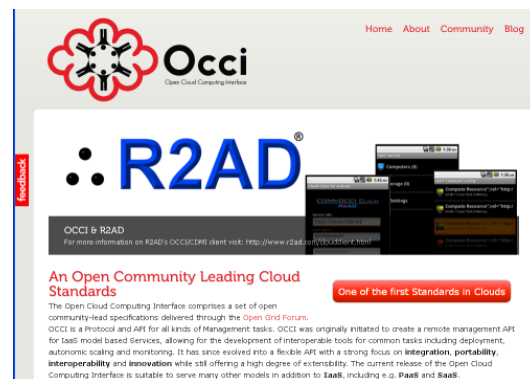 Home About Community Blog
Occi
Open Cloud Computing Interface
R2AD®
feedback
Computers (0)
Settings
OCCI & R2AD
For more information on R2AD's OCCI/CDMI client visit: http://www.r2ad.com/cloudclient.html
An Open Community Leading Cloud
Standards
One of the first Standards in Clouds
The Open Cloud Computing Interface comprises a set of open
community-lead specifications delivered through the Open Grid Forum.
OCCI is a Protocol and API for all kinds of Management tasks. OCCI was originally initiated to create a remote management API
for IaaS model based Services, allowing for the development of interoperable tools for common tasks including deployment,
autonomic scaling and monitoring. It has since evolved into a flexible API with a strong focus on integration, portability,
interoperability and innovation while still offering a high degree of extensibility. The current release of the Open Cloud
Computing Interface is suitable to serve many other models in addition to IaaS, including e.g. PaaS and SaaS.